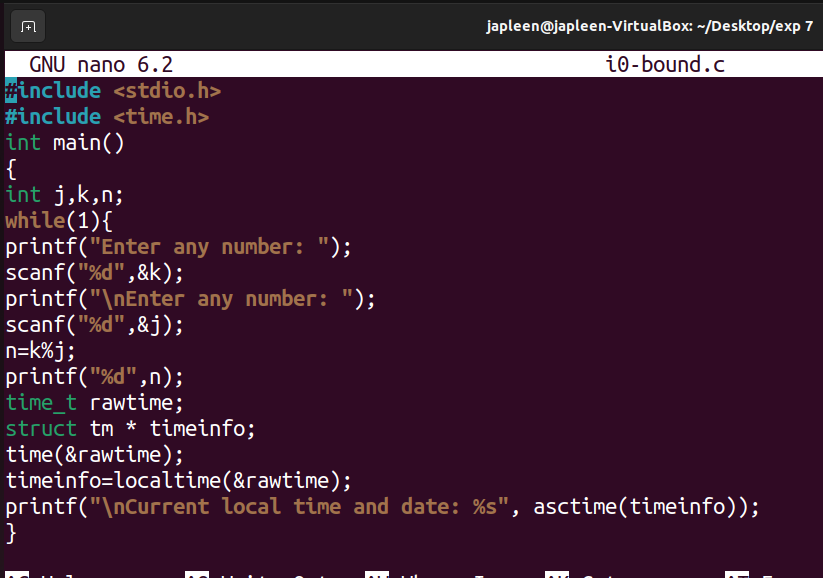 japleen@japleen-VirtualBox: ~/Desktop/exp 7
GNU nano 6.2 i0-bound.c
#include <stdio.h>
#include <time.h>
int main()
{
int j,k,n;
while(1){
printf("Enter any number: ");
scanf("%d",&k);
printf("\nEnter any number: ");
scanf("%d",&j);
n=k%j;
printf("%d",n);
time_t rawtime;
struct tm * timeinfo;
time(&rawtime);
timeinfo=localtime(&rawtime);
printf("\nCurrent local time and date: %s", asctime(timeinfo));
}